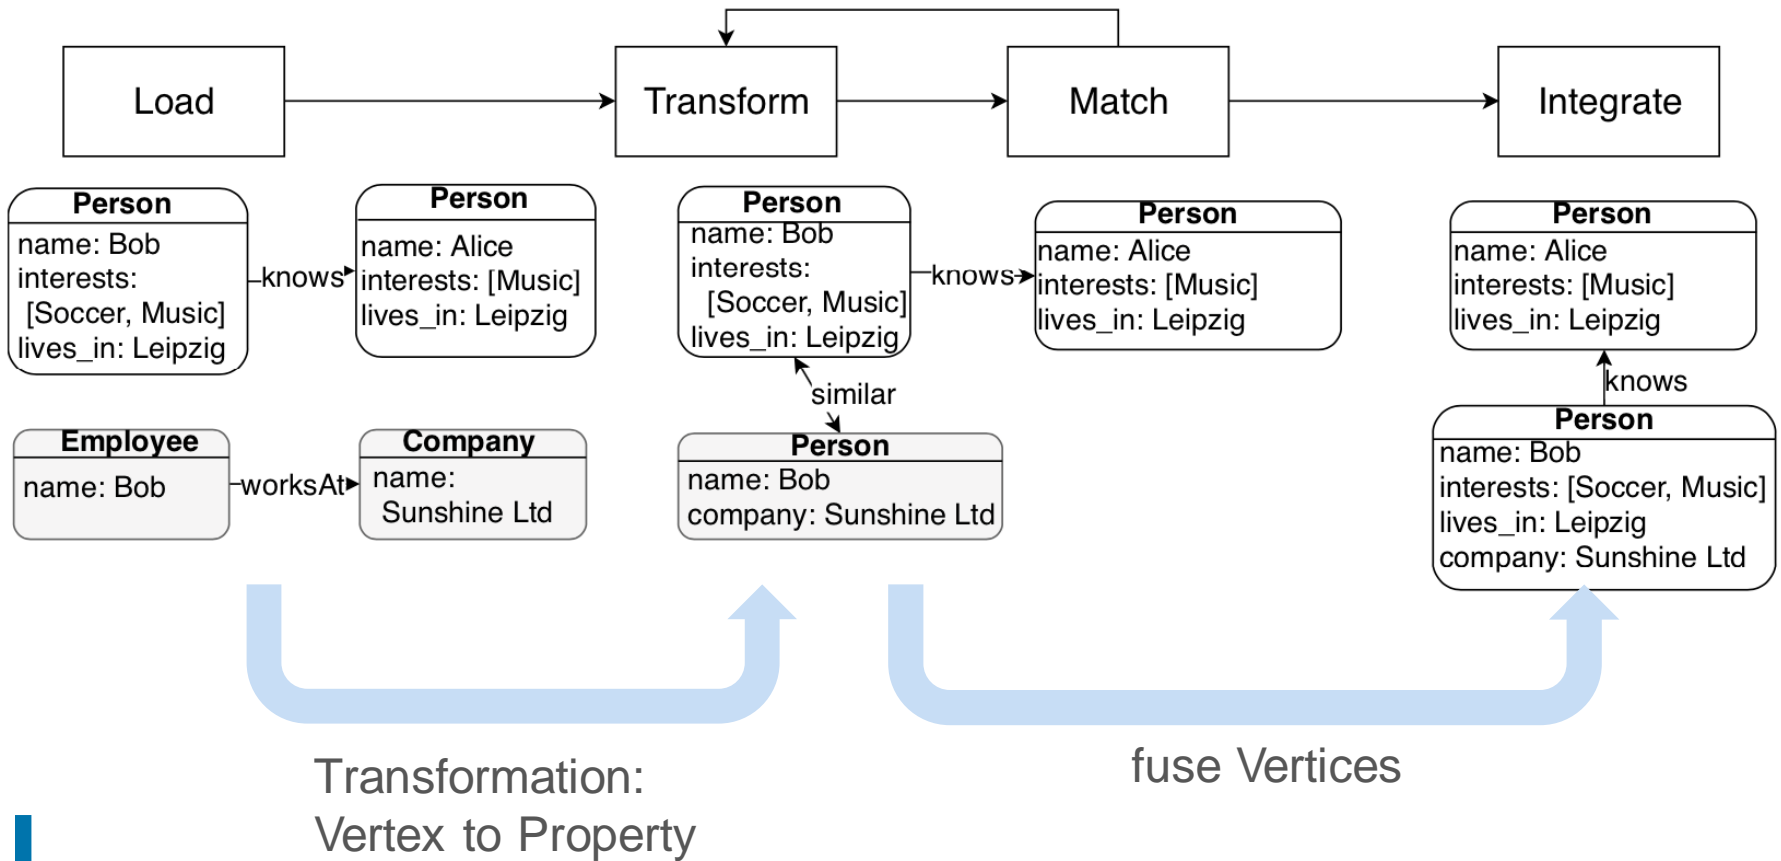 Load
Transform
Match
Integrate
Person
name: Bob
interests:
[Soccer, Music]
lives_in: Leipzig
knows
Person
name: Alice
interests: [Music]
lives_in: Leipzig
Employee
name: Bob
worksAt
Company
name:
Sunshine Ltd
Person
name: Bob
interests:
[Soccer, Music]
lives_in: Leipzig
knows
Person
name: Alice
interests: [Music]
lives_in: Leipzig
similar
Person
name: Bob
company: Sunshine Ltd
Person
name: Alice
interests: [Music]
lives_in: Leipzig
knows
Person
name: Bob
interests: [Soccer, Music]
lives_in: Leipzig
company: Sunshine Ltd
Transformation:
Vertex to Property
fuse Vertices